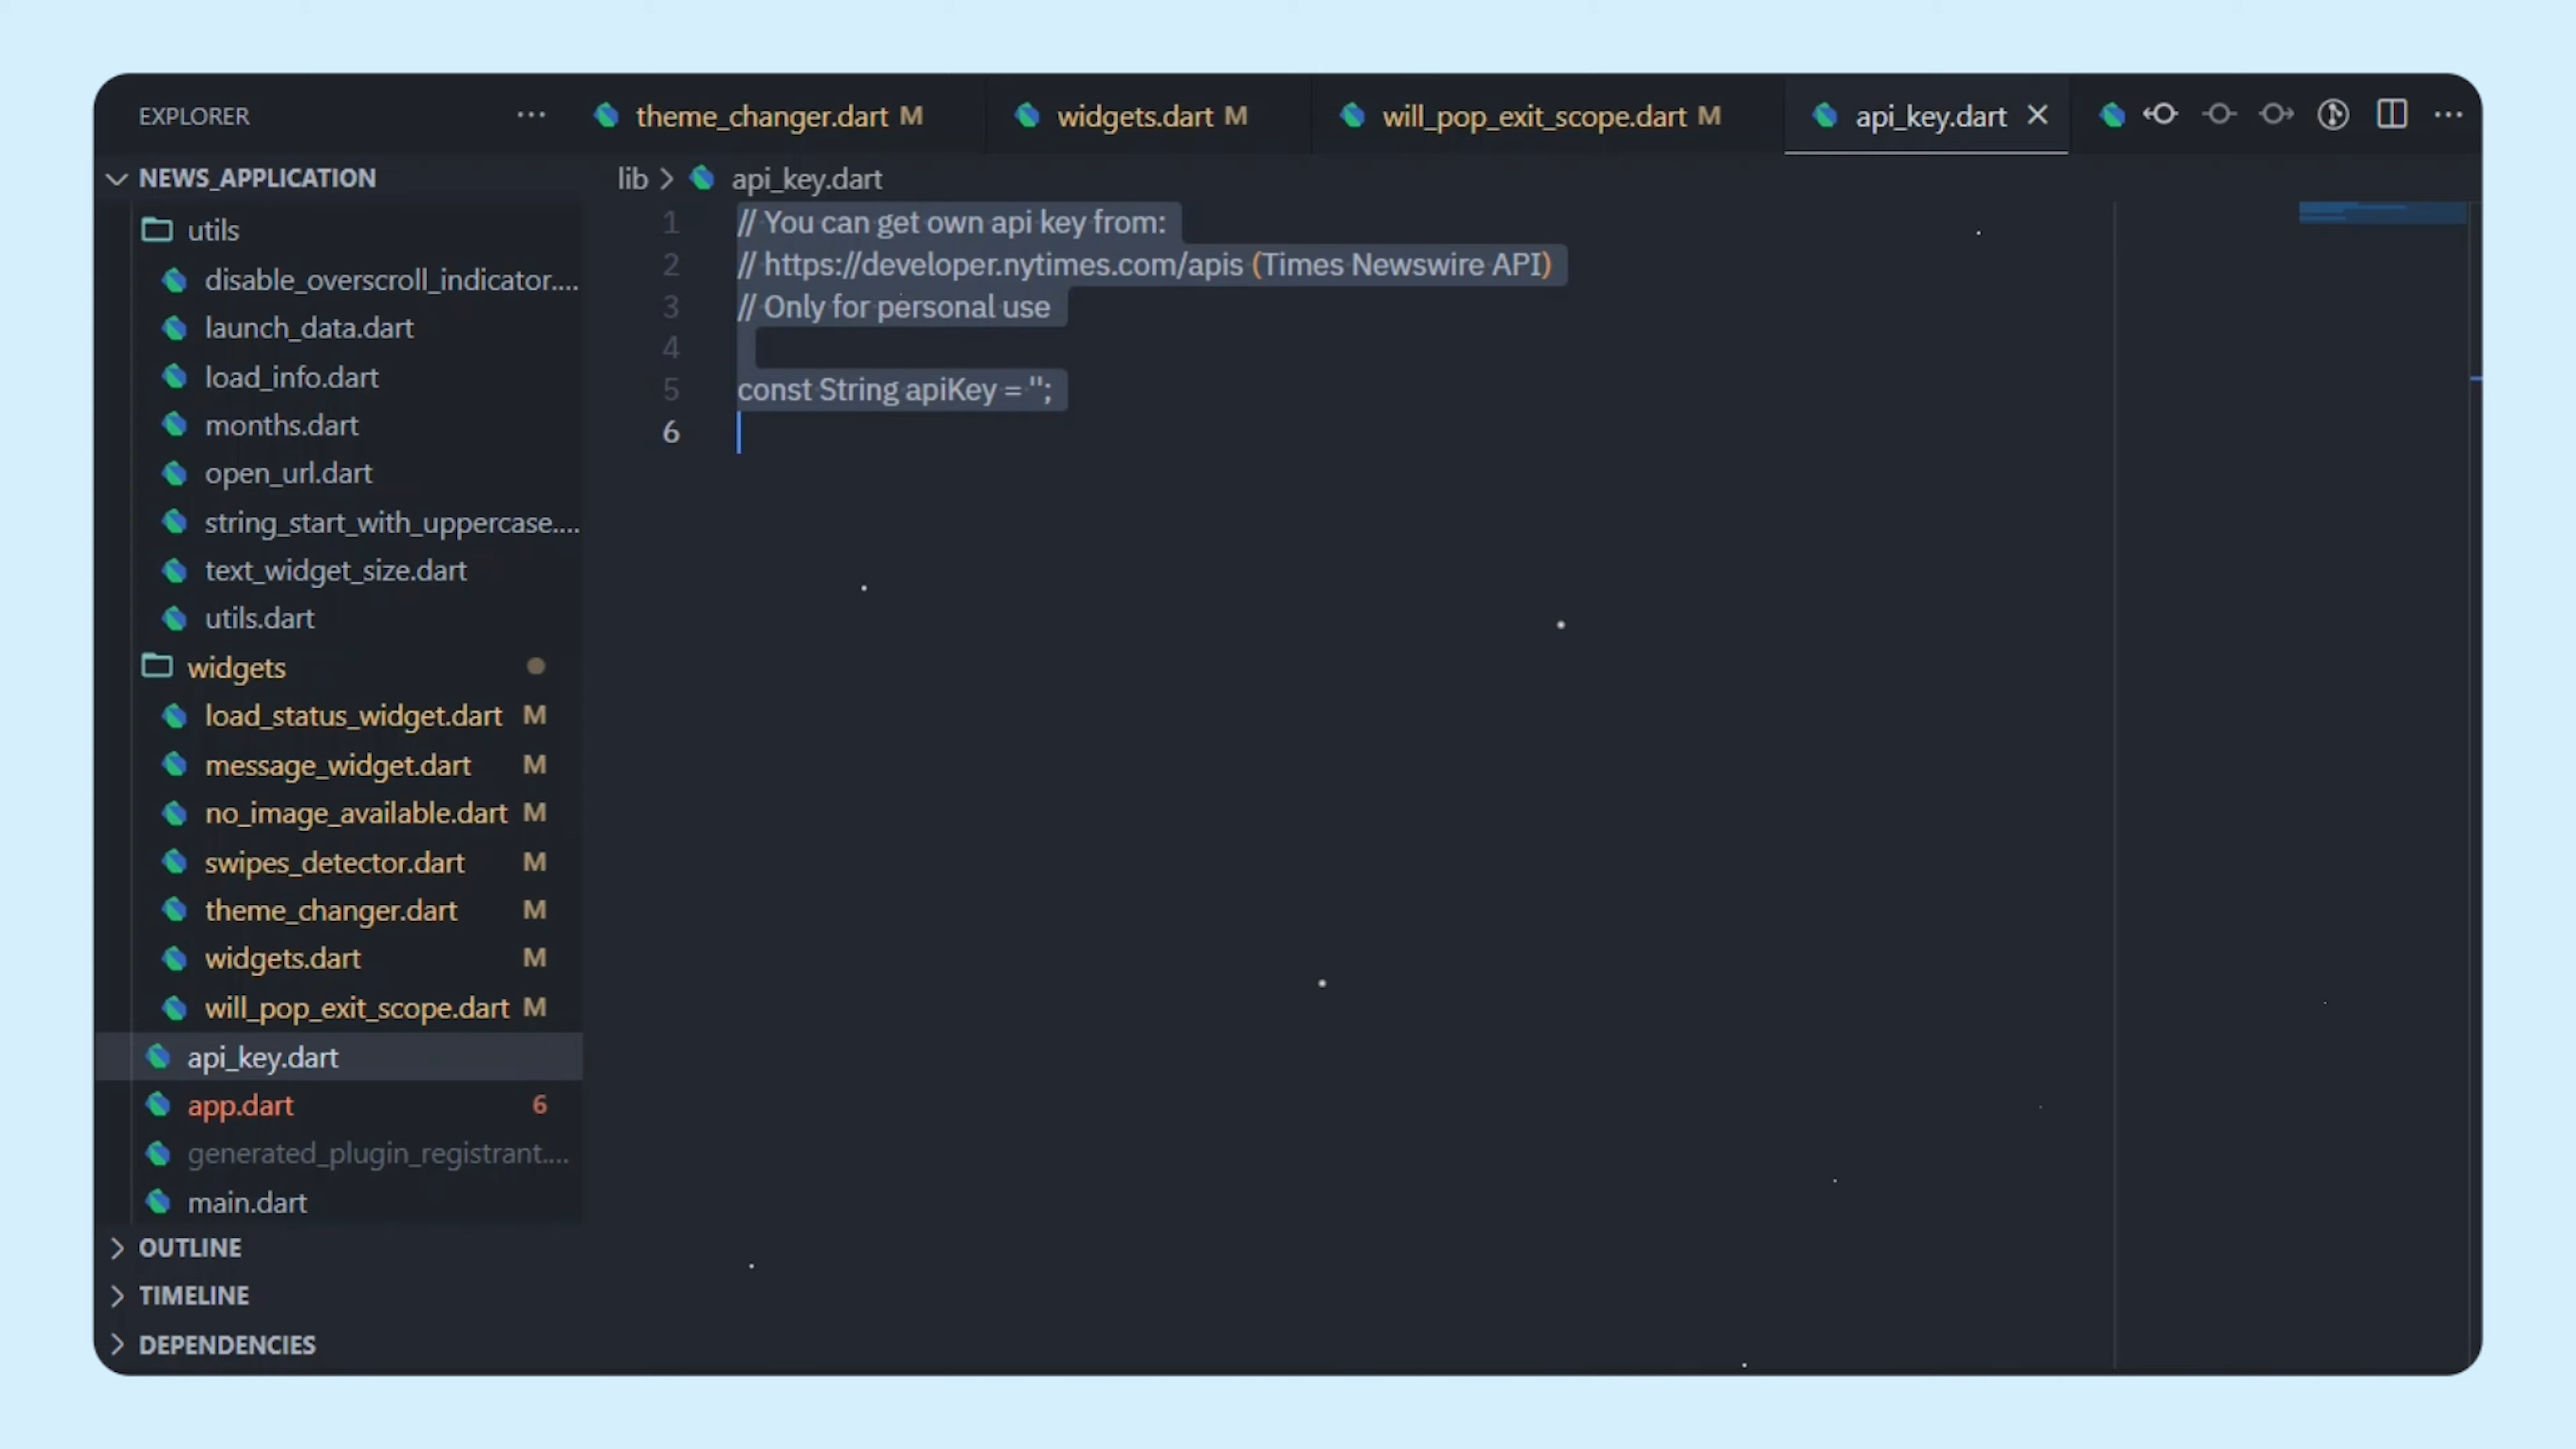 EXPLORER
theme_changer.dart M
widgets.dart M
will_pop_exit_scope.dart M
api_key.dart
NEWS_APPLICATION
utils
disable_overscroll_indicator....
launch_data.dart
load_info.dart
months.dart
open_url.dart
string_start_with_uppercase....
text_widget_size.dart
utils.dart
widgets
load_status_widget.dart M
message_widget.dart M
no_image_available.dart M
swipes_detector.dart M
theme_changer.dart M
widgets.dart M
will_pop_exit_scope.dart M
api_key.dart
app.dart 6
generated_plugin_registrant....
main.dart
OUTLINE
TIMELINE
DEPENDENCIES
lib > api_key.dart
1 // You can get own api key from:
2 // https://developer.nytimes.com/apis (Times Newswire API)
3 // Only for personal use
4
5 const String apiKey = '';
6